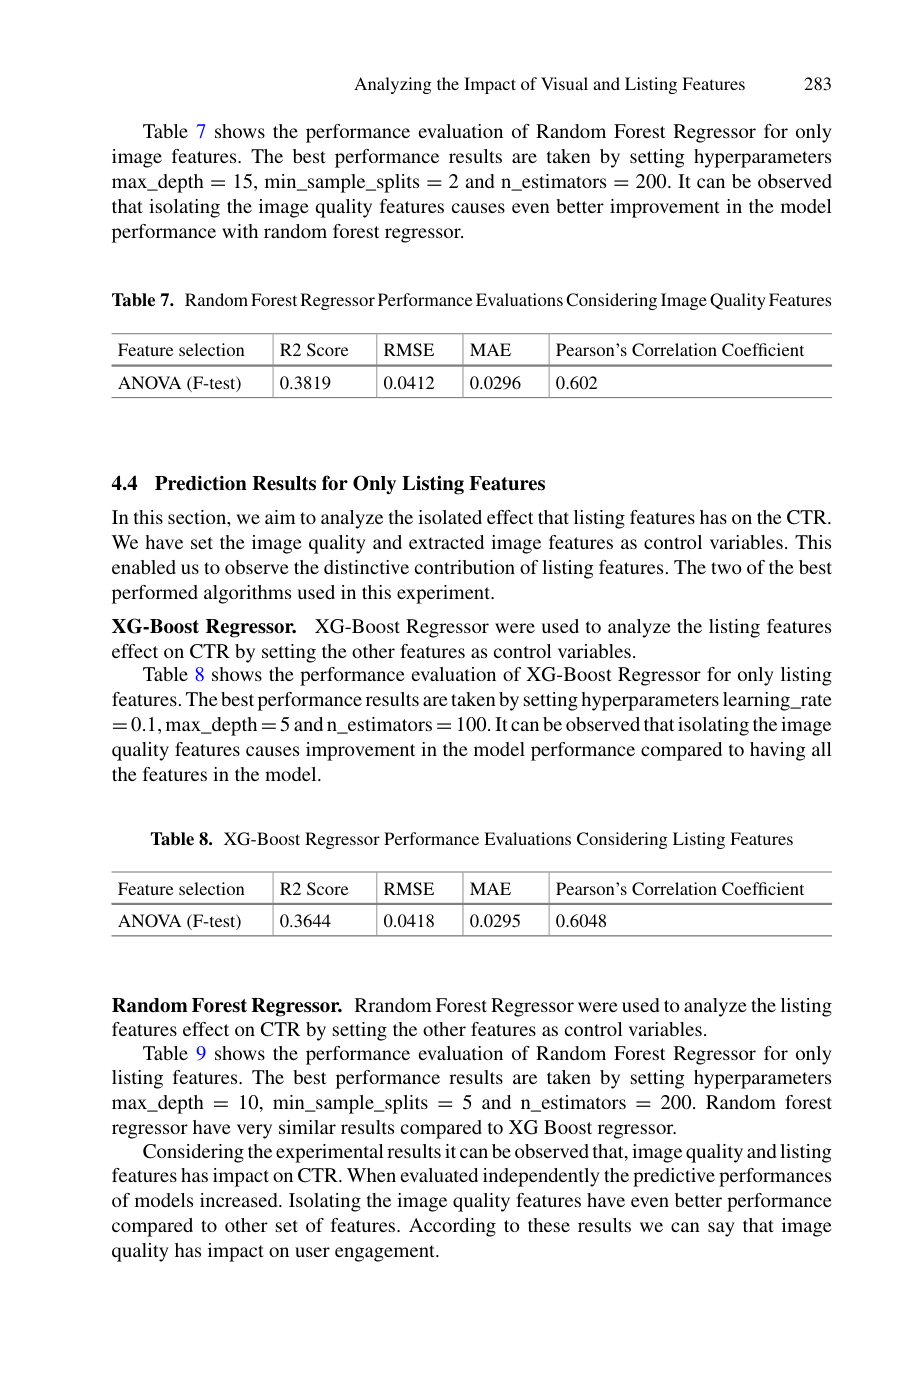 Analyzing the Impact of Visual and Listing Features 283
Table 7 shows the performance evaluation of Random Forest Regressor for only
image features. The best performance results are taken by setting hyperparameters
max_depth = 15, min_sample_splits = 2 and n_estimators = 200. It can be observed
that isolating the image quality features causes even better improvement in the model
performance with random forest regressor.
Table 7. Random Forest Regressor Performance Evaluations Considering Image Quality Features
Feature selection R2 Score RMSE MAE Pearson's Correlation Coefficient
ANOVA (F-test) 0.3819 0.0412 0.0296 0.602
4.4 Prediction Results for Only Listing Features
In this section, we aim to analyze the isolated effect that listing features has on the CTR.
We have set the image quality and extracted image features as control variables. This
enabled us to observe the distinctive contribution of listing features. The two of the best
performed algorithms used in this experiment.
XG-Boost Regressor. XG-Boost Regressor were used to analyze the listing features
effect on CTR by setting the other features as control variables.
Table 8 shows the performance evaluation of XG-Boost Regressor for only listing
features. The best performance results are taken by setting hyperparameters learning_rate
= 0.1, max_depth = 5 and n_estimators = 100. It can be observed that isolating the image
quality features causes improvement in the model performance compared to having all
the features in the model.
Table 8. XG-Boost Regressor Performance Evaluations Considering Listing Features
Feature selection R2 Score RMSE MAE Pearson's Correlation Coefficient
ANOVA (F-test) 0.3644 0.0418 0.0295 0.6048
Random Forest Regressor. Rrandom Forest Regressor were used to analyze the listing
features effect on CTR by setting the other features as control variables.
Table 9 shows the performance evaluation of Random Forest Regressor for only
listing features. The best performance results are taken by setting hyperparameters
max_depth = 10, min_sample_splits = 5 and n_estimators = 200. Random forest
regressor have very similar results compared to XG Boost regressor.
Considering the experimental results it can be observed that, image quality and listing
features has impact on CTR. When evaluated independently the predictive performances
of models increased. Isolating the image quality features have even better performance
compared to other set of features. According to these results we can say that image
quality has impact on user engagement.